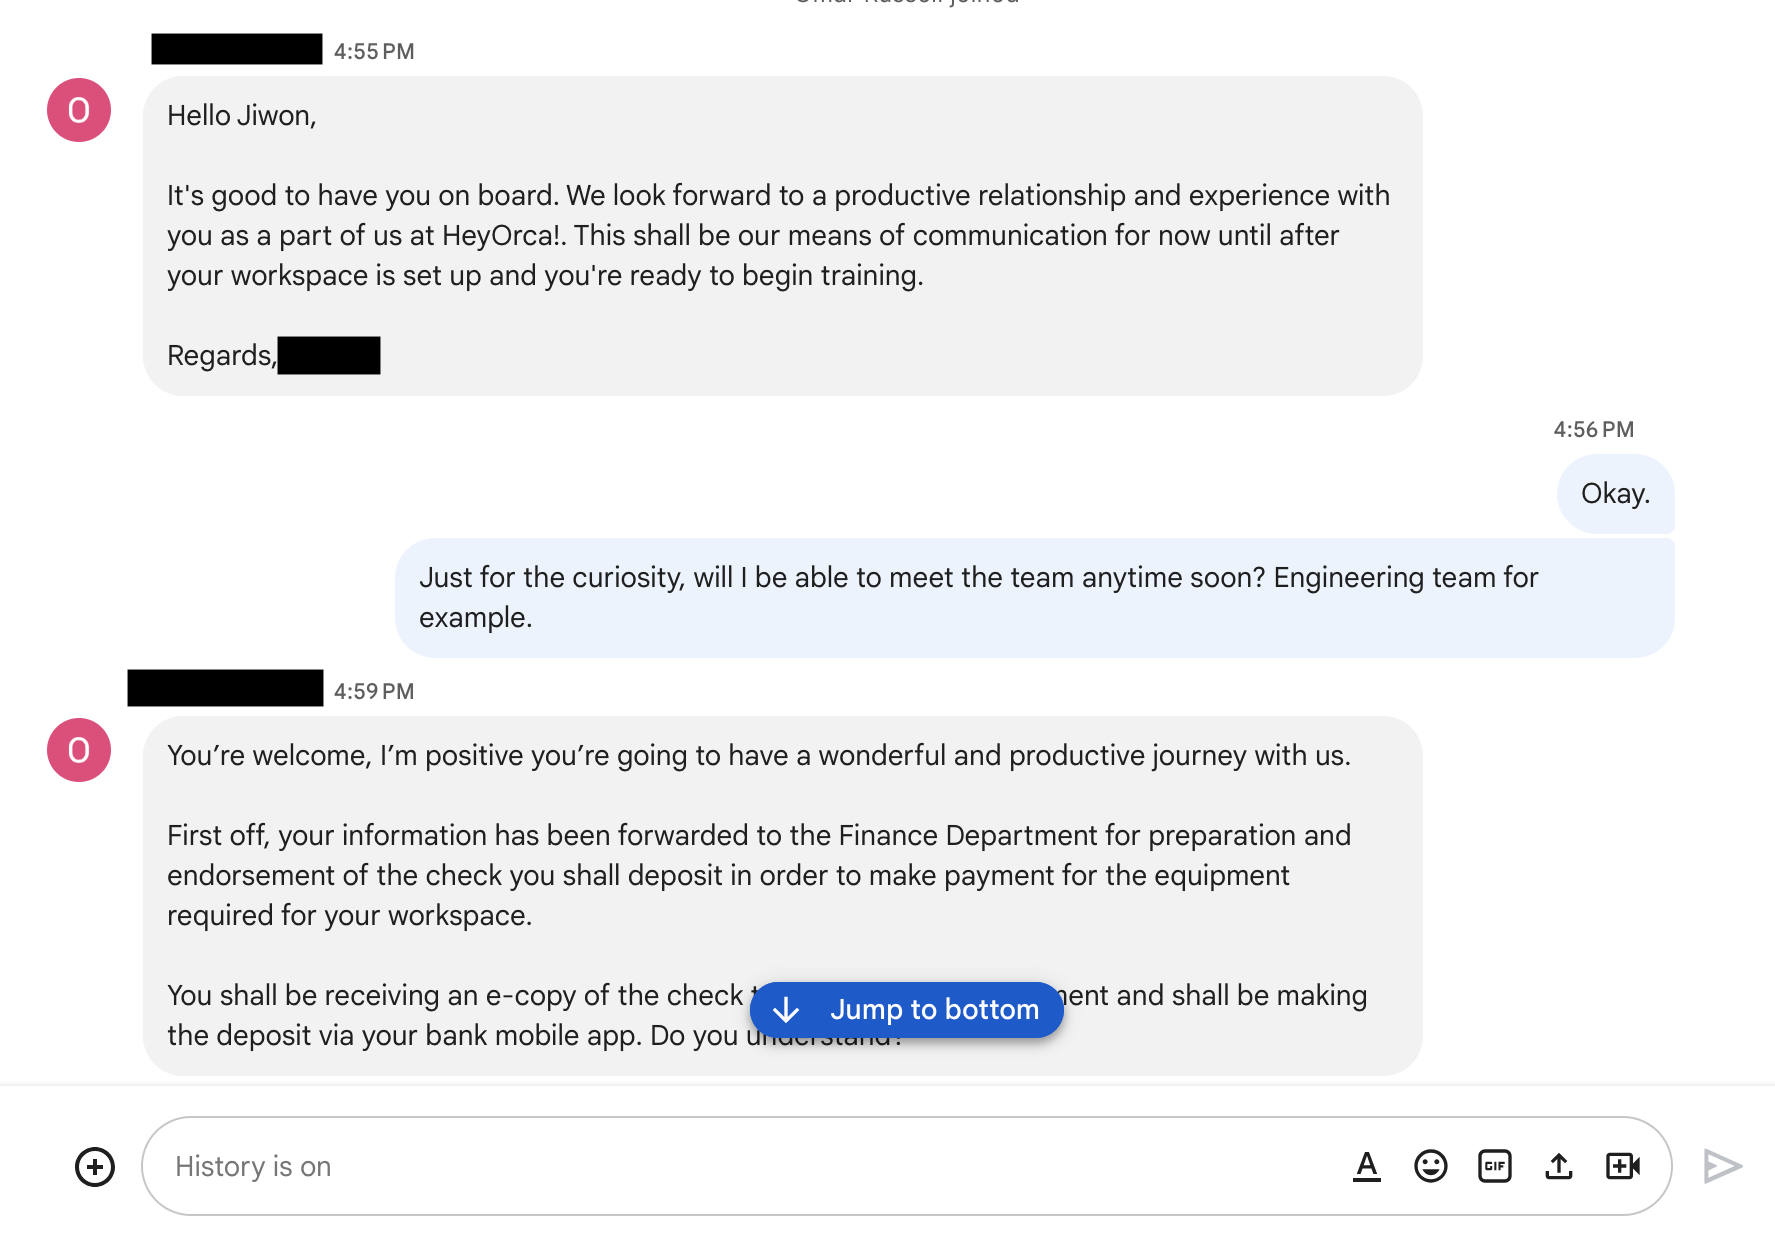 joined
4:55 PM
O
Hello Jiwon,
It's good to have you on board. We look forward to a productive relationship and experience with
you as a part of us at HeyOrca!. This shall be our means of communication for now until after
your workspace is set up and you're ready to begin training.
Regards,
4:56 PM
Okay.
Just for the curiosity, will I be able to meet the team anytime soon? Engineering team for
example.
4:59 PM
O
You’re welcome, I’m positive you’re going to have a wonderful and productive journey with us.
First off, your information has been forwarded to the Finance Department for preparation and
endorsement of the check you shall deposit in order to make payment for the equipment
required for your workspace.
You shall be receiving an e-copy of the check and shall be making
the deposit via your bank mobile app. Do you understand?
Jump to bottom
History is on
A
GIF